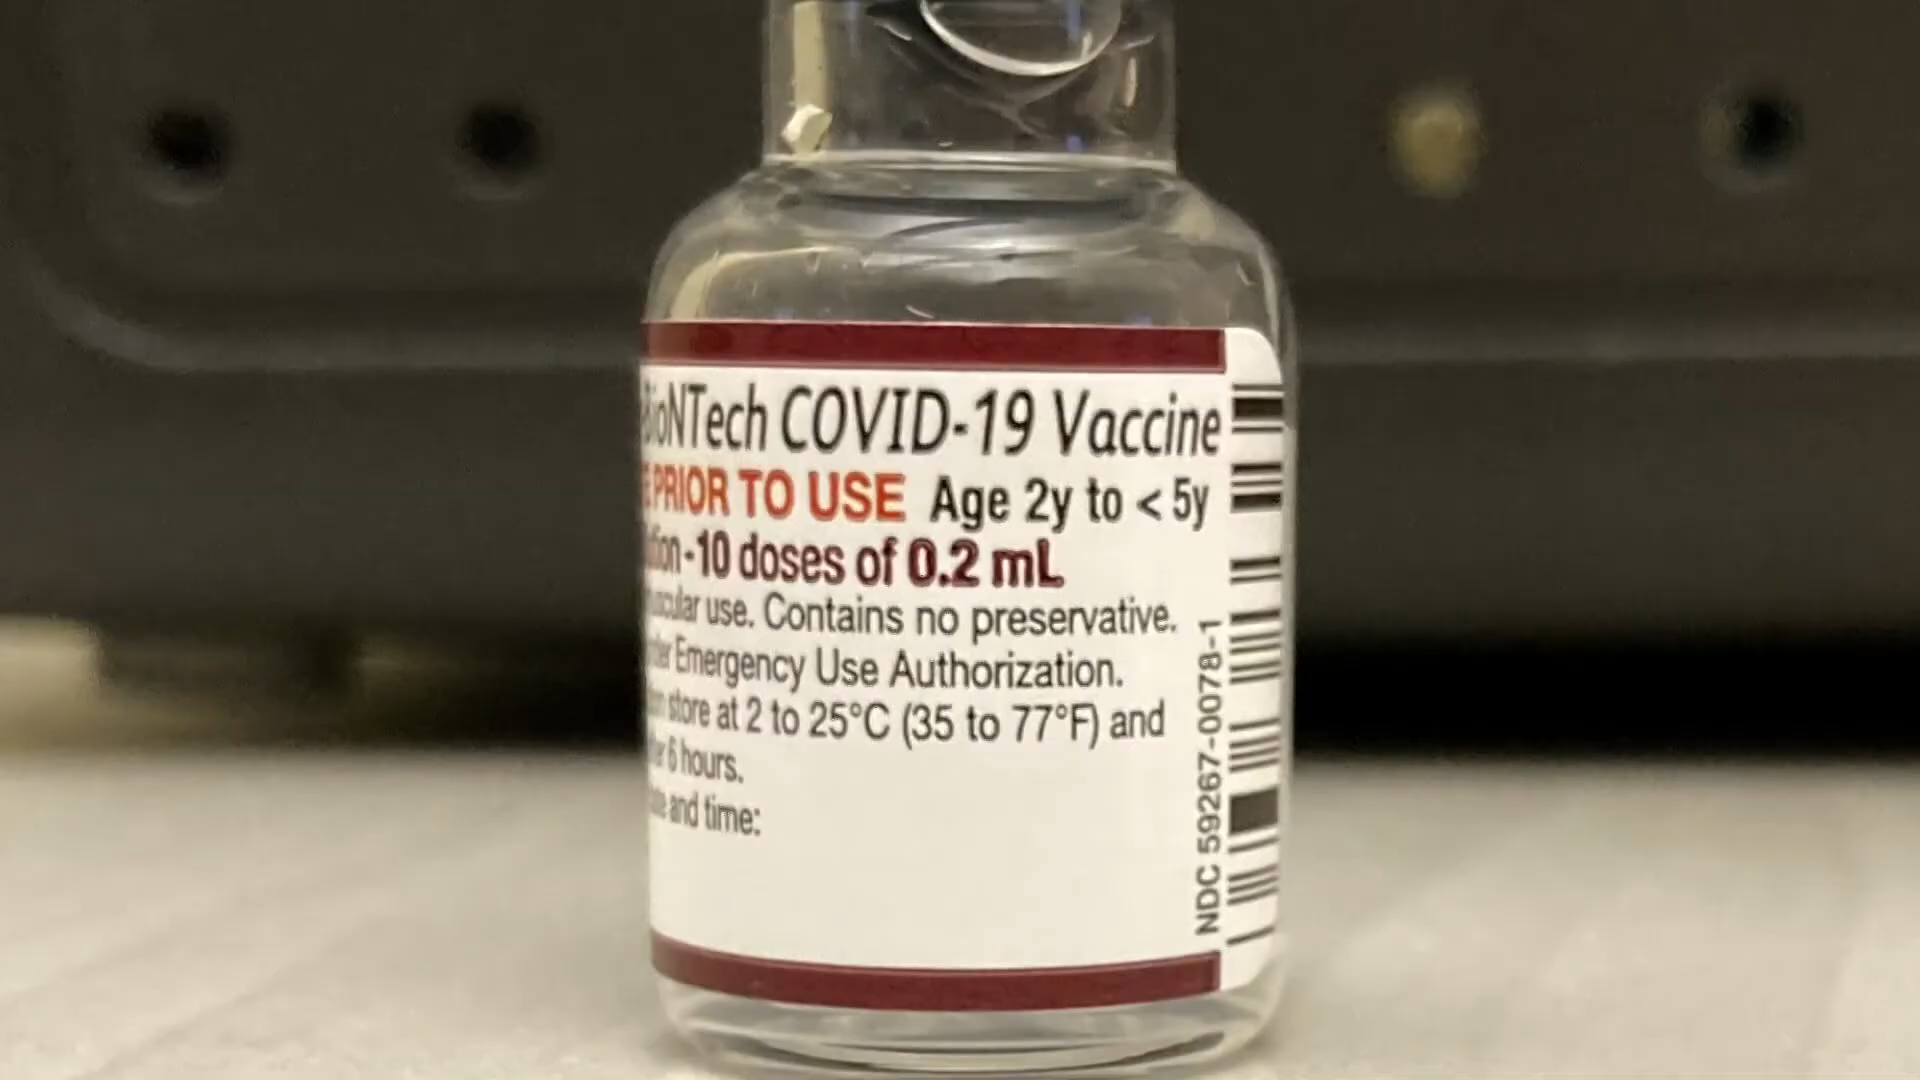 BioNTech COVID-19 Vaccine
PRIOR TO USE Age 2y to < 5y
10 doses of 0.2 mL
use. Contains no preservative.
Emergency Use Authorization.
store at 2 to 25°C (35 to 77°F) and
6 hours.
and time:
NDC 59267-0078-1